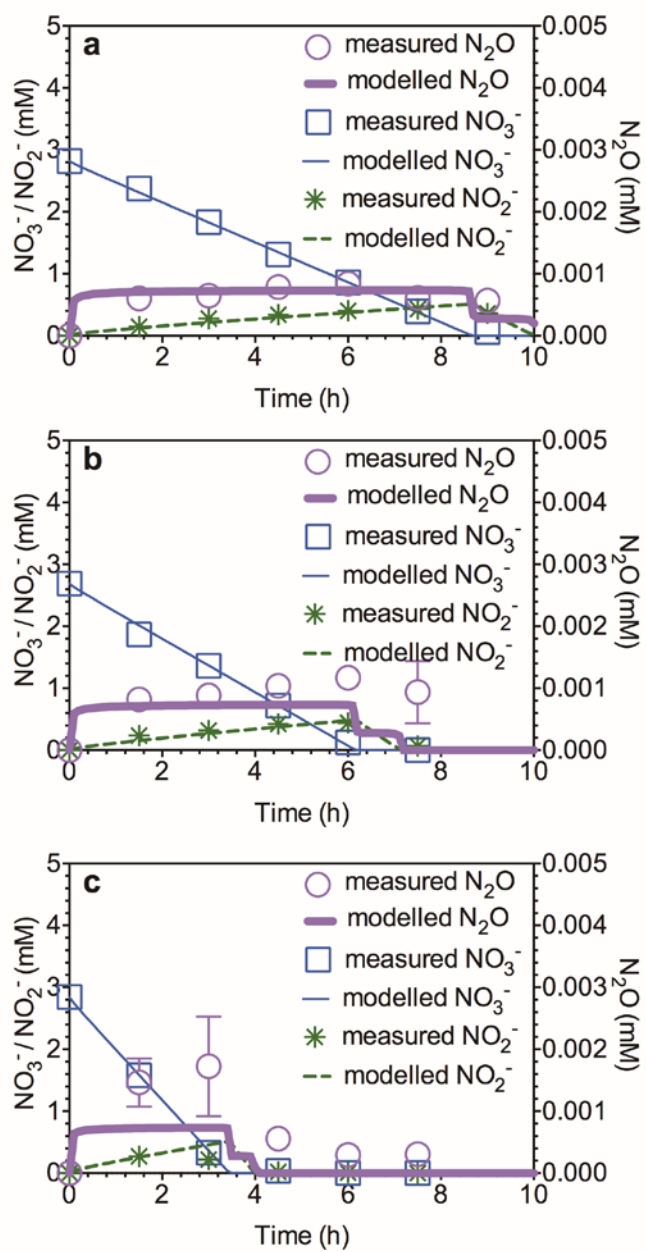 a
5
4
3
2
1
0
NO₃⁻ / NO₂⁻ (mM)
measured N₂O
modelled N₂O
measured NO₃⁻
modelled NO₃⁻
measured NO₂⁻
modelled NO₂⁻
0.005
0.004
0.003
0.002
0.001
0.000
N₂O (mM)
0 2 4 6 8 10
Time (h)
b
5
4
3
2
1
0
NO₃⁻ / NO₂⁻ (mM)
measured N₂O
modelled N₂O
measured NO₃⁻
modelled NO₃⁻
measured NO₂⁻
modelled NO₂⁻
0.005
0.004
0.003
0.002
0.001
0.000
N₂O (mM)
0 2 4 6 8 10
Time (h)
c
5
4
3
2
1
0
NO₃⁻ / NO₂⁻ (mM)
measured N₂O
modelled N₂O
measured NO₃⁻
modelled NO₃⁻
measured NO₂⁻
modelled NO₂⁻
0.005
0.004
0.003
0.002
0.001
0.000
N₂O (mM)
0 2 4 6 8 10
Time (h)